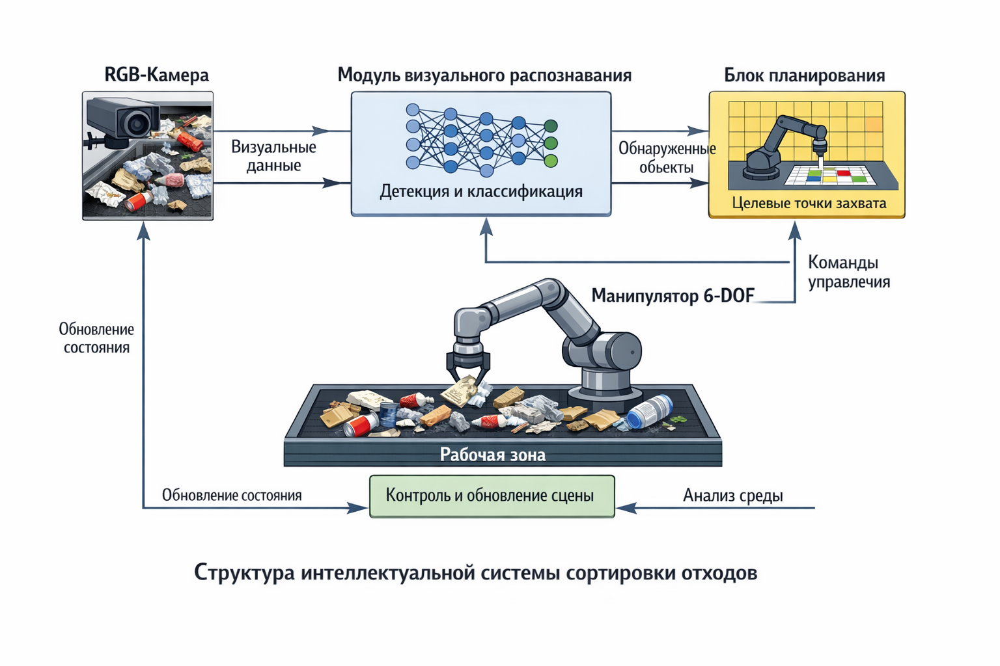 RGB-Камера
Модуль визуального распознавания
Блок планирования
Визуальные
данные
Детекция и классификация
Обнаруженные
обьекты
Целевые точки захвата
Команды
управлечия
Манипулятор 6-DOF
Обновление
состояния
Рабочая зона
Обновление состояния
Контроль и обновление сцены
Анализ среды
Структура интеллектуальной системы сортировки отходов